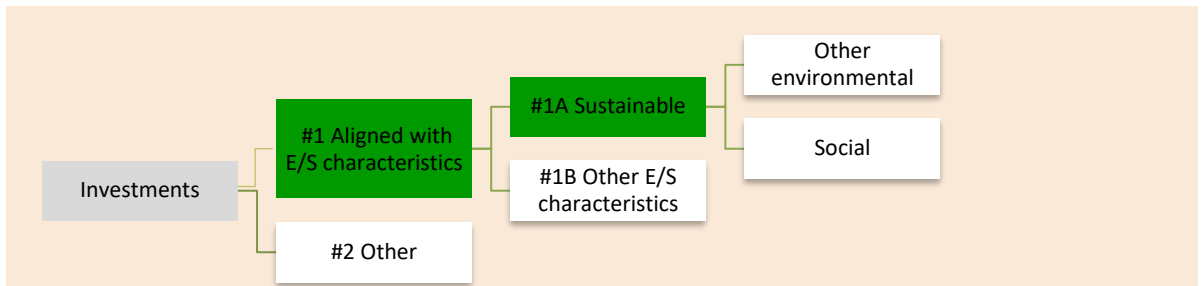 Investments
#1 Aligned with
E/S characteristics
#2 Other
#1A Sustainable
#1B Other E/S
characteristics
Other
environmental
Social